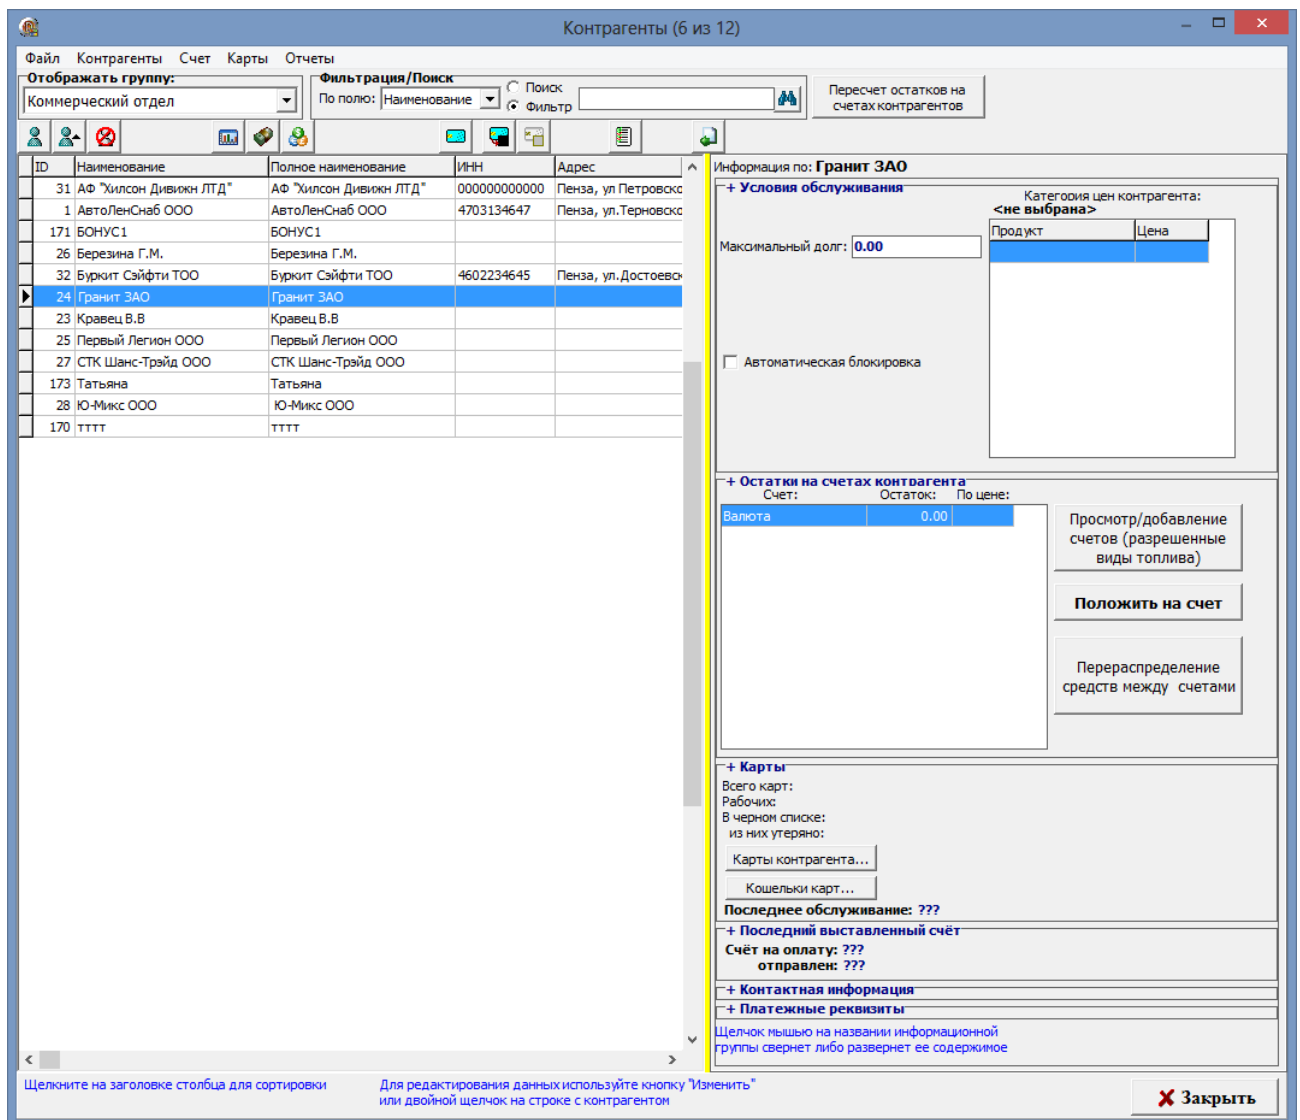 Контрагенты (6 из 12)
Файл Контрагенты Счет Карты Отчеты
Отображать группу:
Коммерческий отдел
Фильтрация/Поиск
По полю: Наименование
Поиск
Фильтр
Пересчет остатков на
счетах контрагентов
ID Наименование Полное наименование ИНН Адрес
31 АФ "Хилсон Дивижн ЛТД" АФ "Хилсон Дивижн ЛТД" 000000000000 Пенза, ул Петровско
1 АвтоЛенСнаб ООО АвтоЛенСнаб ООО 4703134647 Пенза, ул.Терновско
171 БОНУС1 БОНУС1
26 Березина Г.М. Березина Г.М.
32 Буркит Сэйфти ТОО Буркит Сэйфти ТОО 4602234645 Пенза, ул.Достоевск
24 Гранит ЗАО Гранит ЗАО
23 Кравец В.В Кравец В.В
25 Первый Легион ООО Первый Легион ООО
27 СТК Шанс-Трэйд ООО СТК Шанс-Трэйд ООО
173 Татьяна Татьяна
28 Ю-Микс ООО Ю-Микс ООО
170 тттт тттт
Информация по: Гранит ЗАО
+ Условия обслуживания
Категория цен контрагента:
<не выбрана>
Продукт Цена
Максимальный долг: 0.00
Автоматическая блокировка
+ Остатки на счетах контрагента
Счет: Остаток: По цене:
Валюта 0.00
Просмотр/добавление
счетов (разрешенные
виды топлива)
Положить на счет
Перераспределение
средств между счетами
+ Карты
Всего карт:
Рабочих:
В черном списке:
из них утеряно:
Карты контрагента...
Кошельки карт...
Последнее обслуживание: ???
+ Последний выставленный счёт
Счёт на оплату: ???
отправлен: ???
+ Контактная информация
+ Платежные реквизиты
Щелчок мышью на названии информационной
группы свернет либо развернет ее содержимое
Щелкните на заголовке столбца для сортировки
Для редактирования данных используйте кнопку "Изменить"
или двойной щелчок на строке с контрагентом
Закрыть